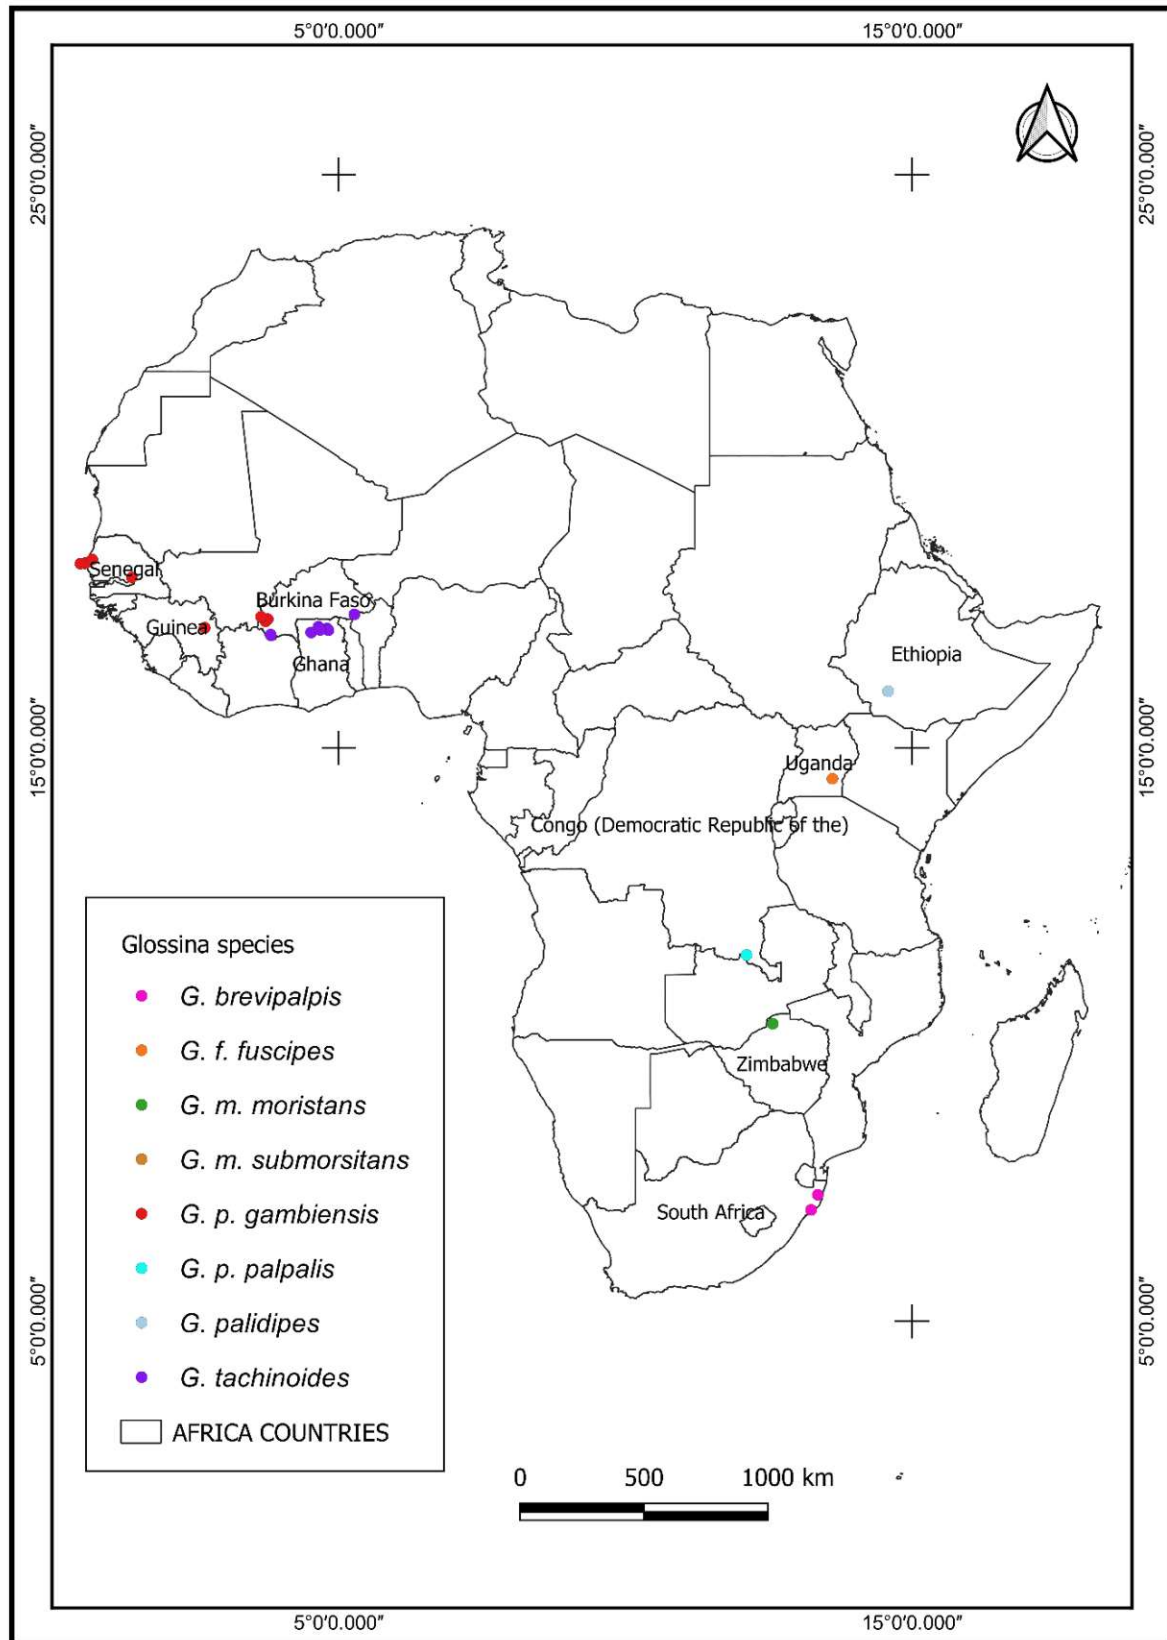 5°0'0.000" 15°0'0.000"
25°0'0.000" 25°0'0.000"
Senegal
Burkina Faso
Guinea
Ghana
Ethiopia
15°0'0.000" 15°0'0.000"
Uganda
Congo (Democratic Republic of the)
Zimbabwe
South Africa
Glossina species
G. brevipalpis
G. f. fuscipes
G. m. moristans
G. m. submorsitans
G. p. gambiensis
G. p. palpalis
G. palidipes
G. tachinoides
AFRICA COUNTRIES
5°0'0.000" 5°0'0.000"
0 500 1000 km
5°0'0.000" 15°0'0.000"